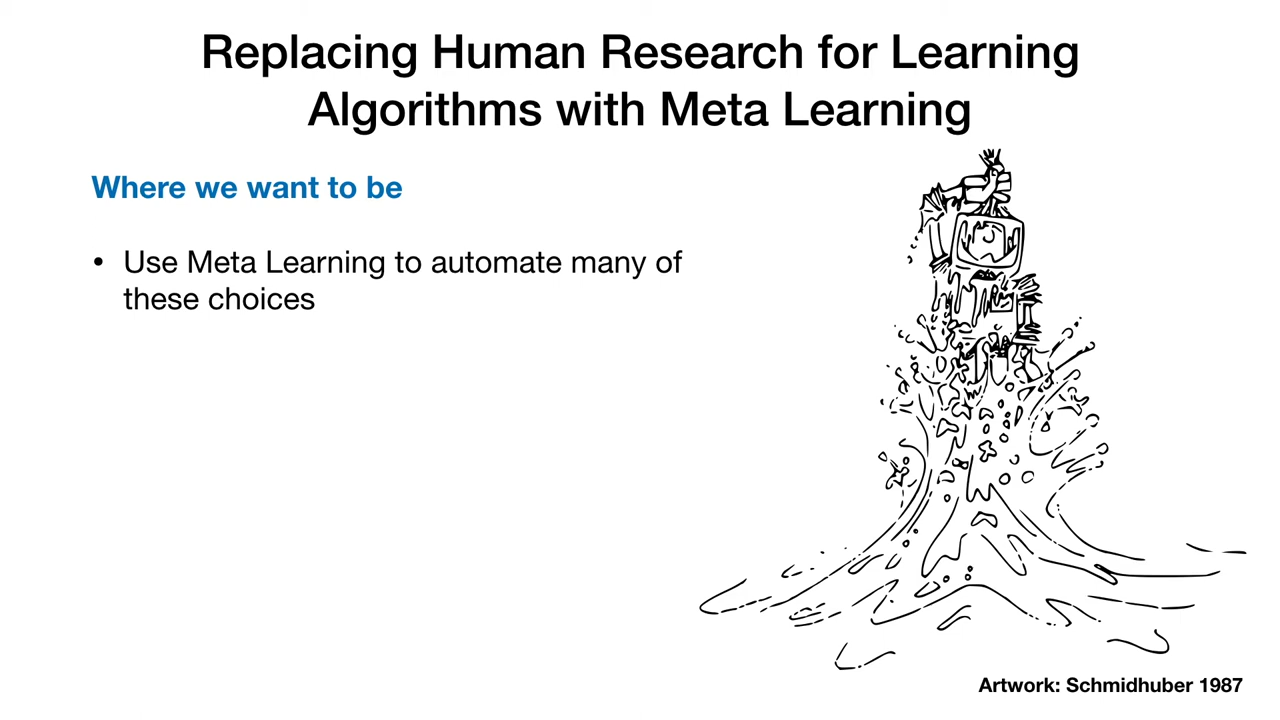 Replacing Human Research for Learning
Algorithms with Meta Learning
Where we want to be
• Use Meta Learning to automate many of
these choices
Artwork: Schmidhuber 1987